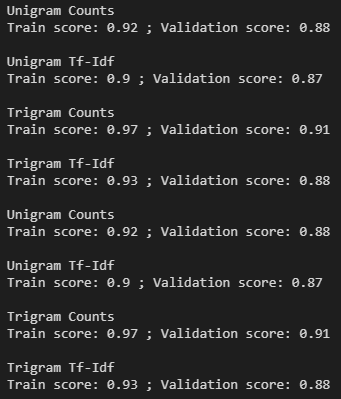 Unigram Counts
Train score: 0.92 ; Validation score: 0.88
Unigram Tf-Idf
Train score: 0.9 ; Validation score: 0.87
Trigram Counts
Train score: 0.97 ; Validation score: 0.91
Trigram Tf-Idf
Train score: 0.93 ; Validation score: 0.88
Unigram Counts
Train score: 0.92 ; Validation score: 0.88
Unigram Tf-Idf
Train score: 0.9 ; Validation score: 0.87
Trigram Counts
Train score: 0.97 ; Validation score: 0.91
Trigram Tf-Idf
Train score: 0.93 ; Validation score: 0.88